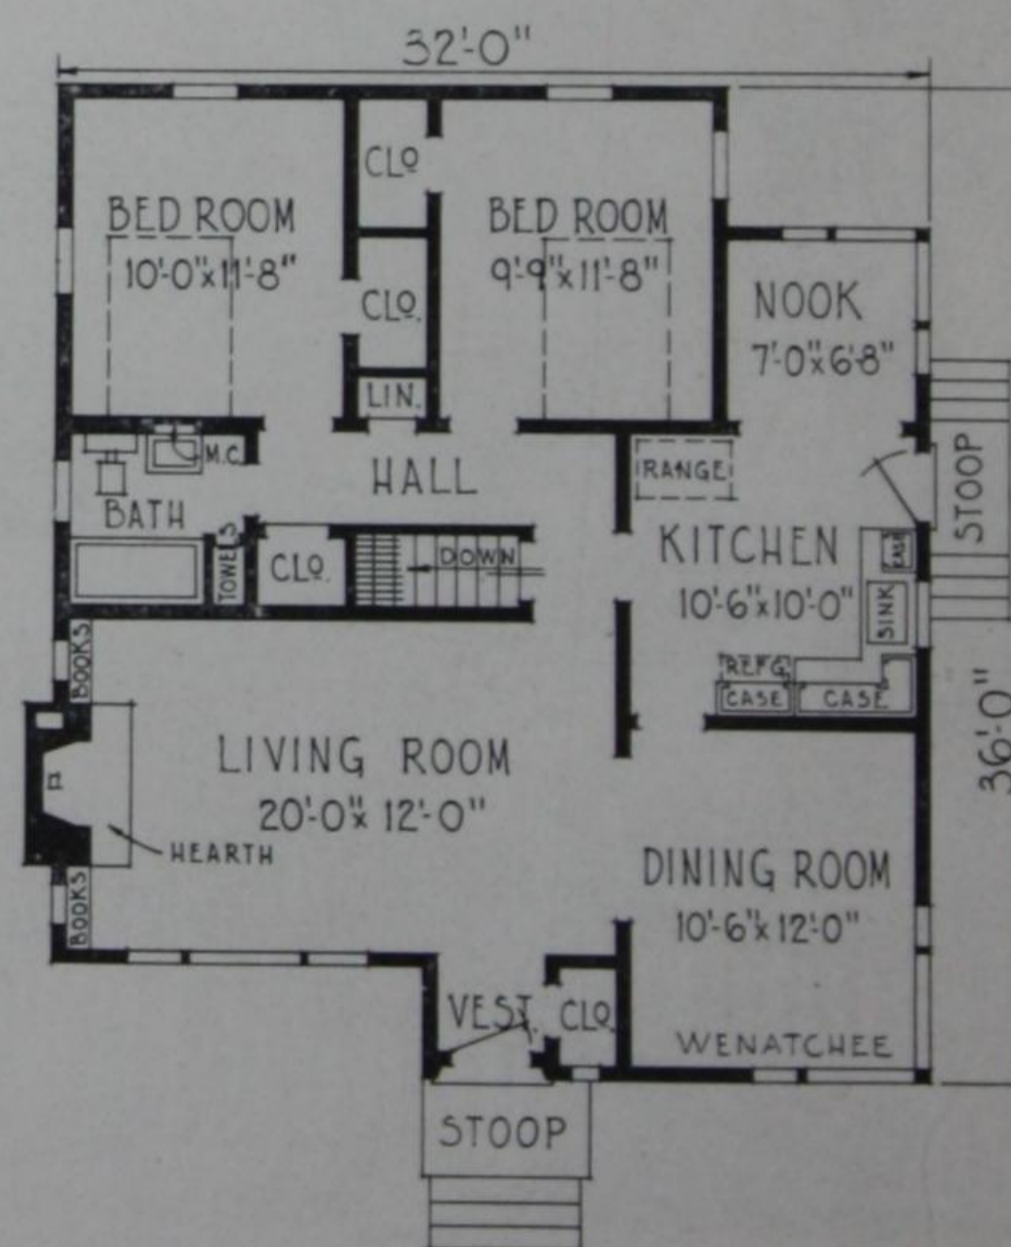 32'-0"
CLO
BED ROOM
10'-0"x11'-8"
BED ROOM
9'-9"x11'-8"
CLO.
NOOK
7'-0"x6'-8"
LIN.
M.C.
HALL
RANGE
STOOP
BATH
TOWELS
CLO.
DOWN
KITCHEN
10'-6"x10'-0"
CASE
SINK
BOOKS
REFG.
CASE
CASE
36'-0"
LIVING ROOM
20'-0"x 12'-0"
HEARTH
BOOKS
DINING ROOM
10'-6"x 12'-0"
VEST.
CLO.
WENATCHEE
STOOP